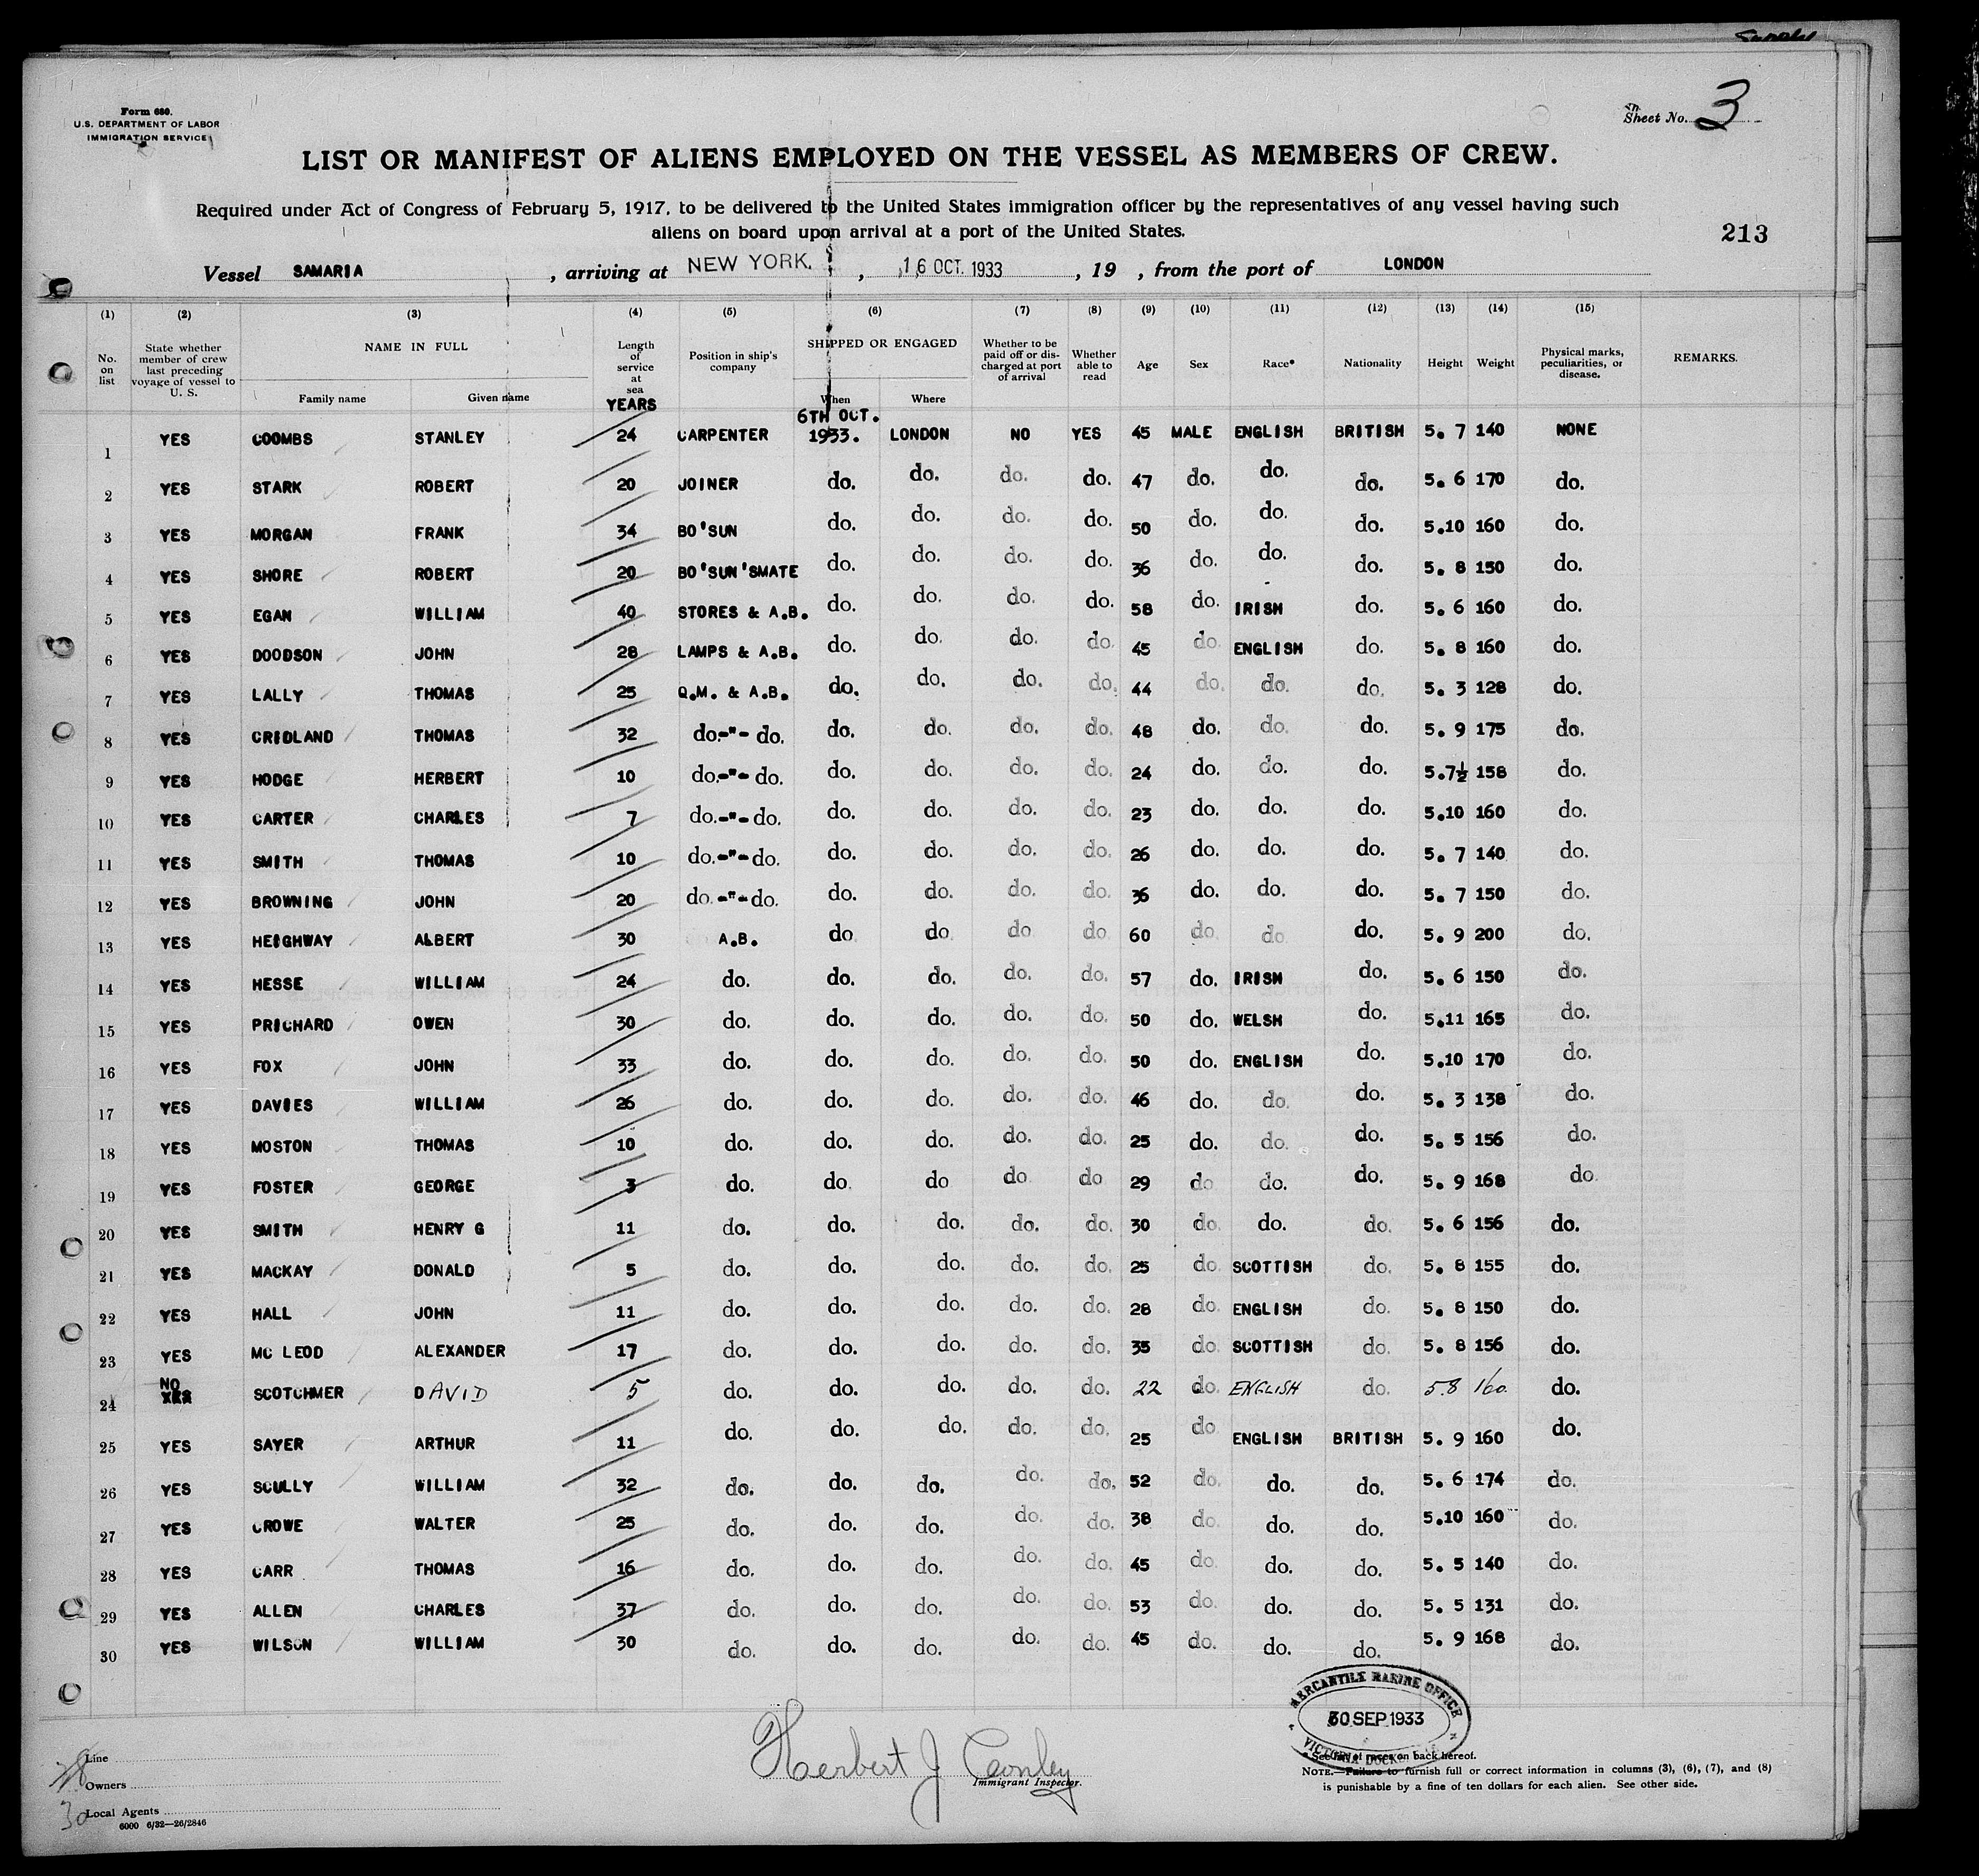 Form 680.
U.S. DEPARTMENT OF LABOR
IMMIGRATION SERVICE
Sheet No. 3
LIST OR MANIFEST OF ALIENS EMPLOYED ON THE VESSEL AS MEMBERS OF CREW.
Required under Act of Congress of February 5, 1917, to be delivered to the United States immigration officer by the representatives of any vessel having such
aliens on board upon arrival at a port of the United States.
213
Vessel SAMARIA, arriving at NEW YORK. , 16 OCT. 1933 , 19 , from the port of LONDON
(1) (2) (3) (4) (5) (6) (7) (8) (9) (10) (11) (12) (13) (14) (15)
No. on list State whether member of crew last preceding voyage of vessel to U. S. NAME IN FULL Family name Given name Length of service at sea YEARS Position in ship's company SHIPPED OR ENGAGED When Where Whether to be paid off or discharged at port of arrival Whether able to read Age Sex Race* Nationality Height Weight Physical marks, peculiarities, or disease. REMARKS.
1 YES COOMBS STANLEY 24 CARPENTER 6TH OCT. 1933. LONDON NO YES 45 MALE ENGLISH BRITISH 5. 7 140 NONE
2 YES STARK ROBERT 20 JOINER do. do. do. do. 47 do. do. do. 5. 6 170 do.
3 YES MORGAN FRANK 34 BO'SUN do. do. do. do. 50 do. do. do. 5.10 160 do.
4 YES SHORE ROBERT 20 BO'SUN'SMATE do. do. do. do. 36 do. do. do. 5. 8 150 do.
5 YES EGAN WILLIAM 40 STORES & A.B. do. do. do. do. 58 do. IRISH do. 5. 6 160 do.
6 YES DOODSON JOHN 28 LAMPS & A.B. do. do. do. do. 45 do. ENGLISH do. 5. 8 160 do.
7 YES LALLY THOMAS 25 Q.M. & A.B. do. do. do. do. 44 do. do. do. 5. 3 128 do.
8 YES CRIDLAND THOMAS 32 do.-"- do. do. do. do. do. 48 do. do. do. 5. 9 175 do.
9 YES HODGE HERBERT 10 do.-"- do. do. do. do. do. 24 do. do. do. 5.7½ 158 do.
10 YES CARTER CHARLES 7 do.-"- do. do. do. do. do. 23 do. do. do. 5.10 160 do.
11 YES SMITH THOMAS 10 do.-"- do. do. do. do. do. 26 do. do. do. 5. 7 140 do.
12 YES BROWNING JOHN 20 do.-"- do. do. do. do. do. 36 do. do. do. 5. 7 150 do.
13 YES HEIGHWAY ALBERT 30 A.B. do. do. do. do. 60 do. do. do. 5. 9 200 do.
14 YES HESSE WILLIAM 24 do. do. do. do. do. 57 do. IRISH do. 5. 6 150 do.
15 YES PRICHARD OWEN 30 do. do. do. do. do. 50 do. WELSH do. 5.11 165 do.
16 YES FOX JOHN 33 do. do. do. do. do. 50 do. ENGLISH do. 5.10 170 do.
17 YES DAVIES WILLIAM 26 do. do. do. do. do. 46 do. do. do. 5. 3 138 do.
18 YES MOSTON THOMAS 10 do. do. do. do. do. 25 do. do. do. 5. 5 156 do.
19 YES FOSTER GEORGE 3 do. do. do. do. do. 29 do. do. do. 5. 9 168 do.
20 YES SMITH HENRY G 11 do. do. do. do. do. 30 do. do. do. 5. 6 156 do.
21 YES MACKAY DONALD 5 do. do. do. do. do. 25 do. SCOTTISH do. 5. 8 155 do.
22 YES HALL JOHN 11 do. do. do. do. do. 28 do. ENGLISH do. 5. 8 150 do.
23 YES MC LEOD ALEXANDER 17 do. do. do. do. do. 35 do. SCOTTISH do. 5. 8 156 do.
24 NO SCOTCHMER DAVID 5 do. do. do. do. do. 22 do. ENGLISH do. 5.8 160. do.
25 YES SAYER ARTHUR 11 do. do. do. do. do. 25 do. ENGLISH BRITISH 5. 9 160 do.
26 YES SCULLY WILLIAM 32 do. do. do. do. do. 52 do. do. do. 5. 6 174 do.
27 YES CROWE WALTER 25 do. do. do. do. do. 38 do. do. do. 5.10 160 do.
28 YES CARR THOMAS 16 do. do. do. do. do. 45 do. do. do. 5. 5 140 do.
29 YES ALLEN CHARLES 37 do. do. do. do. do. 53 do. do. do. 5. 5 131 do.
30 YES WILSON WILLIAM 30 do. do. do. do. do. 45 do. do. do. 5. 9 168 do.
MERCANTILE MARINE OFFICE
30 SEP 1933
VICTORIA DOCK
Line
Owners
Local Agents
30
6000 6/32—26/2846
Herbert J
Immigrant Inspector.
* See list of races on back hereof.
NOTE.—Failure to furnish full or correct information in columns (3), (6), (7), and (8)
is punishable by a fine of ten dollars for each alien. See other side.